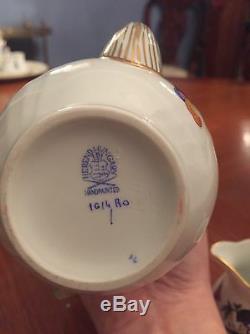 HEREND HUNGARY
HANDPAINTED
1614 RO